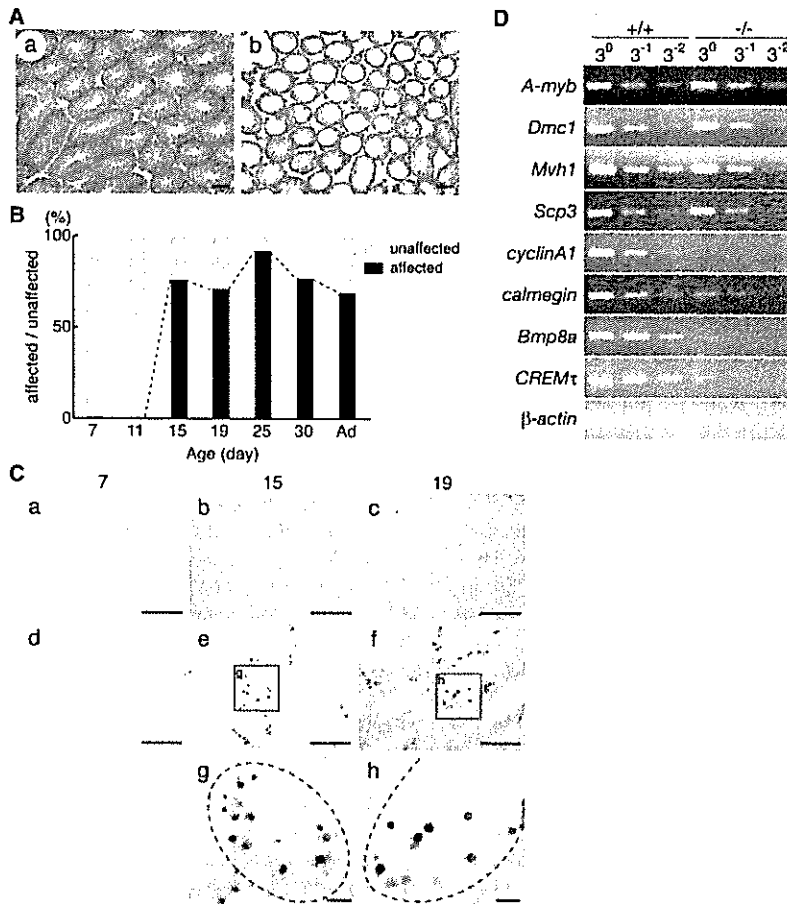 A
a
b
B
(%)
100
50
0
affected / unaffected
unaffected
affected
7 11 15 19 25 30 Ad
Age (day)
C
7 15 19
a b c
d e f
g h
g h
D
+/+ -/-
3⁰ 3⁻¹ 3⁻² 3⁰ 3⁻¹ 3⁻²
A-myb
Dmc1
Mvh1
Scp3
cyclinA1
calmegin
Bmp8a
CREMτ
β-actin